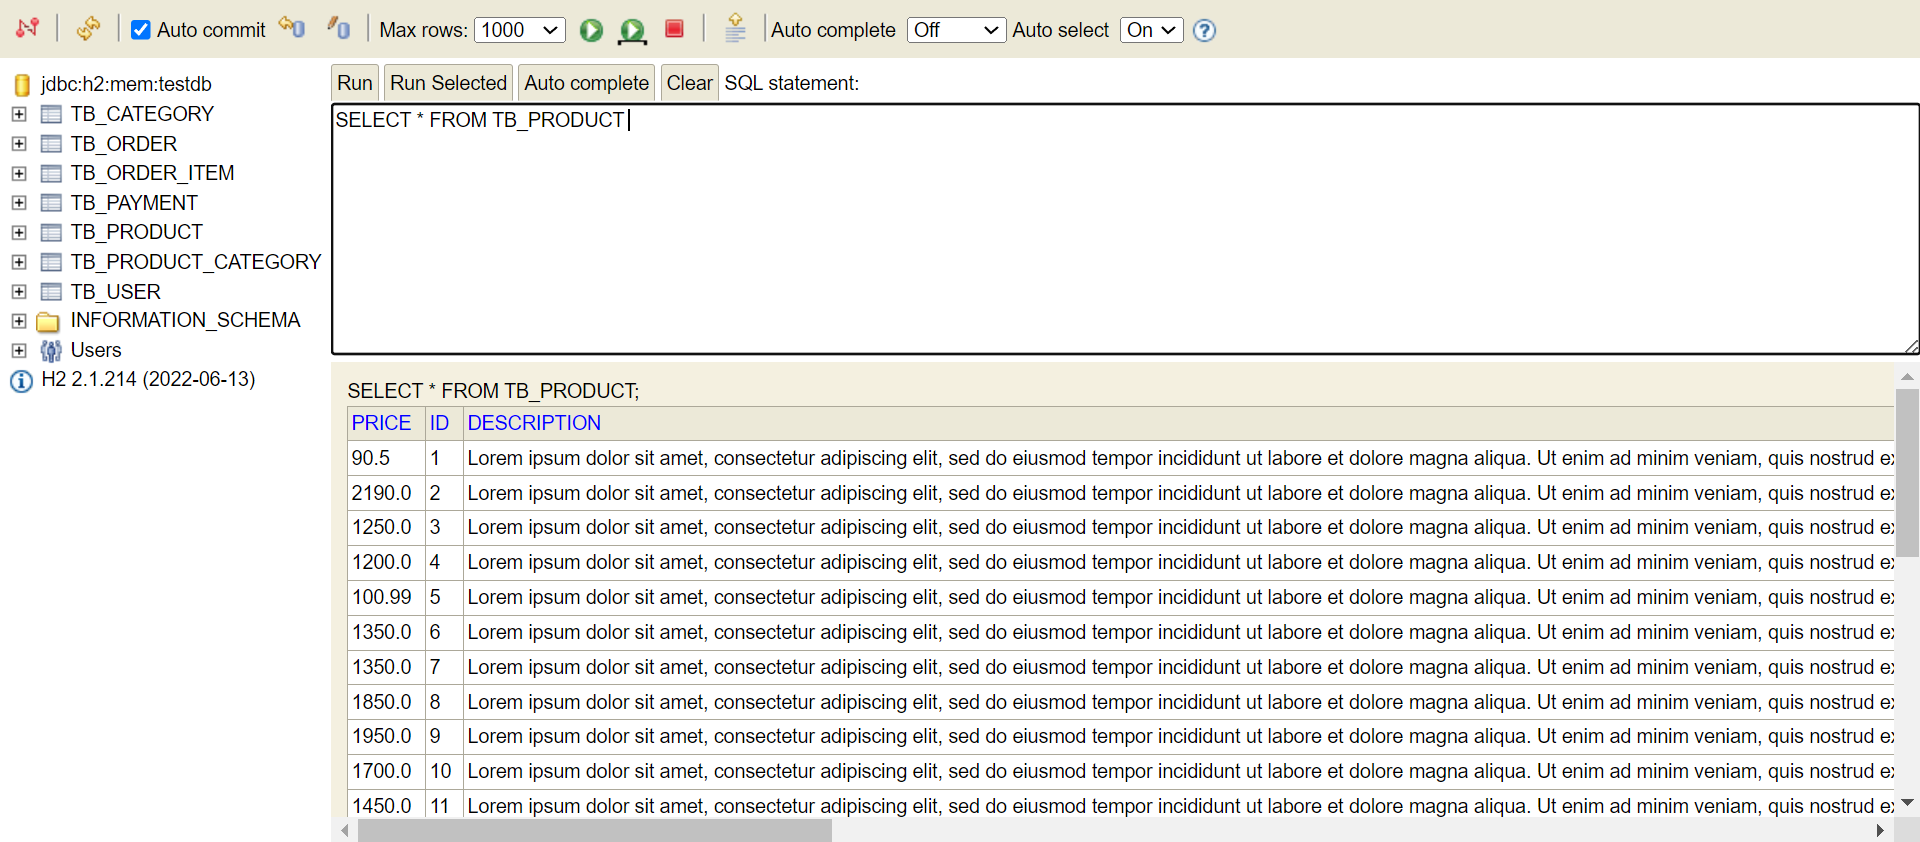 Auto commit Max rows: 1000 Auto complete Off Auto select On
jdbc:h2:mem:testdb
TB_CATEGORY
TB_ORDER
TB_ORDER_ITEM
TB_PAYMENT
TB_PRODUCT
TB_PRODUCT_CATEGORY
TB_USER
INFORMATION_SCHEMA
Users
H2 2.1.214 (2022-06-13)
Run Run Selected Auto complete Clear SQL statement:
SELECT * FROM TB_PRODUCT
SELECT * FROM TB_PRODUCT;
PRICE ID DESCRIPTION
90.5 1 Lorem ipsum dolor sit amet, consectetur adipiscing elit, sed do eiusmod tempor incididunt ut labore et dolore magna aliqua. Ut enim ad minim veniam, quis nostrud
2190.0 2 Lorem ipsum dolor sit amet, consectetur adipiscing elit, sed do eiusmod tempor incididunt ut labore et dolore magna aliqua. Ut enim ad minim veniam, quis nostrud
1250.0 3 Lorem ipsum dolor sit amet, consectetur adipiscing elit, sed do eiusmod tempor incididunt ut labore et dolore magna aliqua. Ut enim ad minim veniam, quis nostrud
1200.0 4 Lorem ipsum dolor sit amet, consectetur adipiscing elit, sed do eiusmod tempor incididunt ut labore et dolore magna aliqua. Ut enim ad minim veniam, quis nostrud
100.99 5 Lorem ipsum dolor sit amet, consectetur adipiscing elit, sed do eiusmod tempor incididunt ut labore et dolore magna aliqua. Ut enim ad minim veniam, quis nostrud
1350.0 6 Lorem ipsum dolor sit amet, consectetur adipiscing elit, sed do eiusmod tempor incididunt ut labore et dolore magna aliqua. Ut enim ad minim veniam, quis nostrud
1350.0 7 Lorem ipsum dolor sit amet, consectetur adipiscing elit, sed do eiusmod tempor incididunt ut labore et dolore magna aliqua. Ut enim ad minim veniam, quis nostrud
1850.0 8 Lorem ipsum dolor sit amet, consectetur adipiscing elit, sed do eiusmod tempor incididunt ut labore et dolore magna aliqua. Ut enim ad minim veniam, quis nostrud
1950.0 9 Lorem ipsum dolor sit amet, consectetur adipiscing elit, sed do eiusmod tempor incididunt ut labore et dolore magna aliqua. Ut enim ad minim veniam, quis nostrud
1700.0 10 Lorem ipsum dolor sit amet, consectetur adipiscing elit, sed do eiusmod tempor incididunt ut labore et dolore magna aliqua. Ut enim ad minim veniam, quis nostrud
1450.0 11 Lorem ipsum dolor sit amet, consectetur adipiscing elit, sed do eiusmod tempor incididunt ut labore et dolore magna aliqua. Ut enim ad minim veniam, quis nostrud